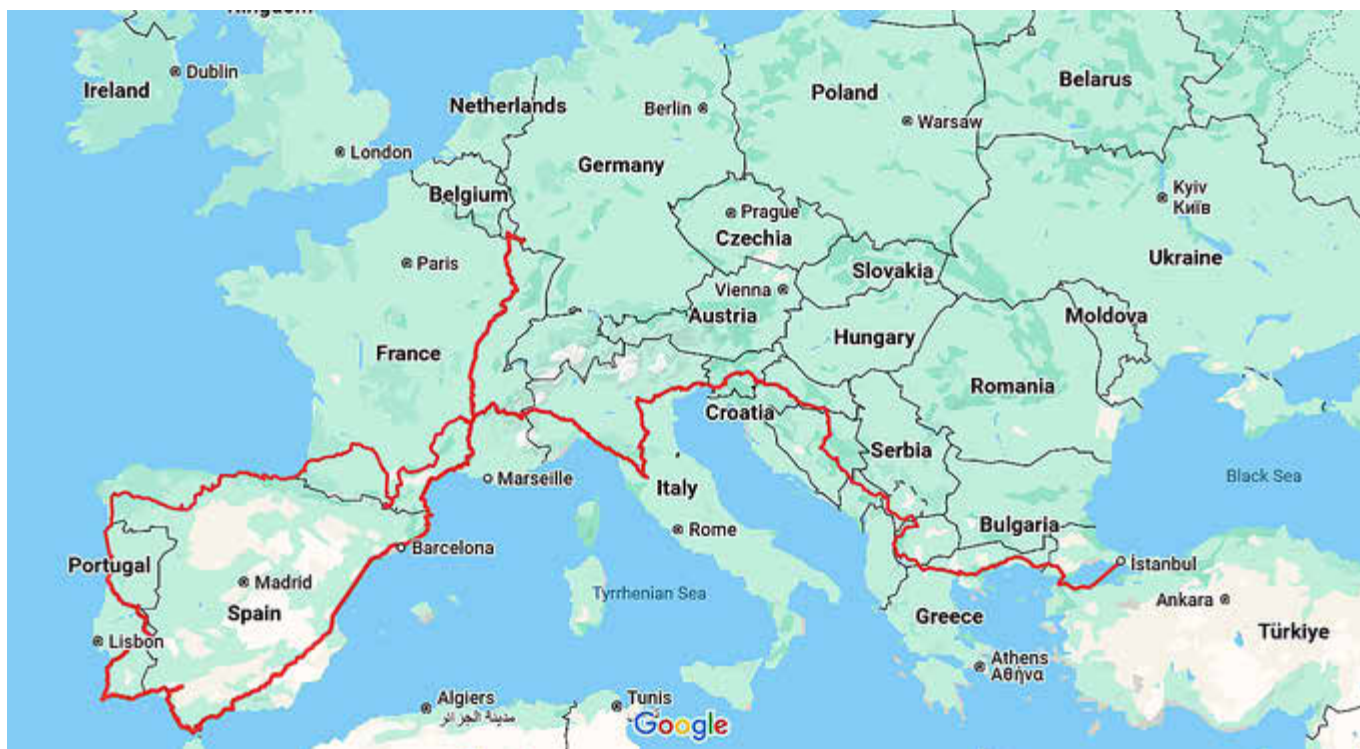 Kingdom
Dublin
Ireland
Netherlands
Berlin
Poland
Belarus
Warsaw
London
Germany
Belgium
Kyiv
Київ
Prague
Czechia
Paris
Slovakia
Ukraine
Vienna
Austria
Moldova
Hungary
France
Romania
Croatia
Serbia
Marseille
Italy
Black Sea
Rome
Bulgaria
Barcelona
Portugal
Madrid
İstanbul
Tyrrhenian Sea
Ankara
Spain
Greece
Lisbon
Türkiye
Athens
Αθήνα
Algiers
مدينة الجزائر
Tunis
Google